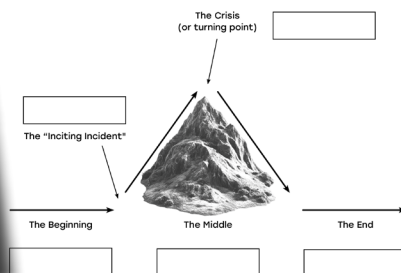 The Crisis
(or turning point)
The "Inciting Incident"
The Beginning
The Middle
The End